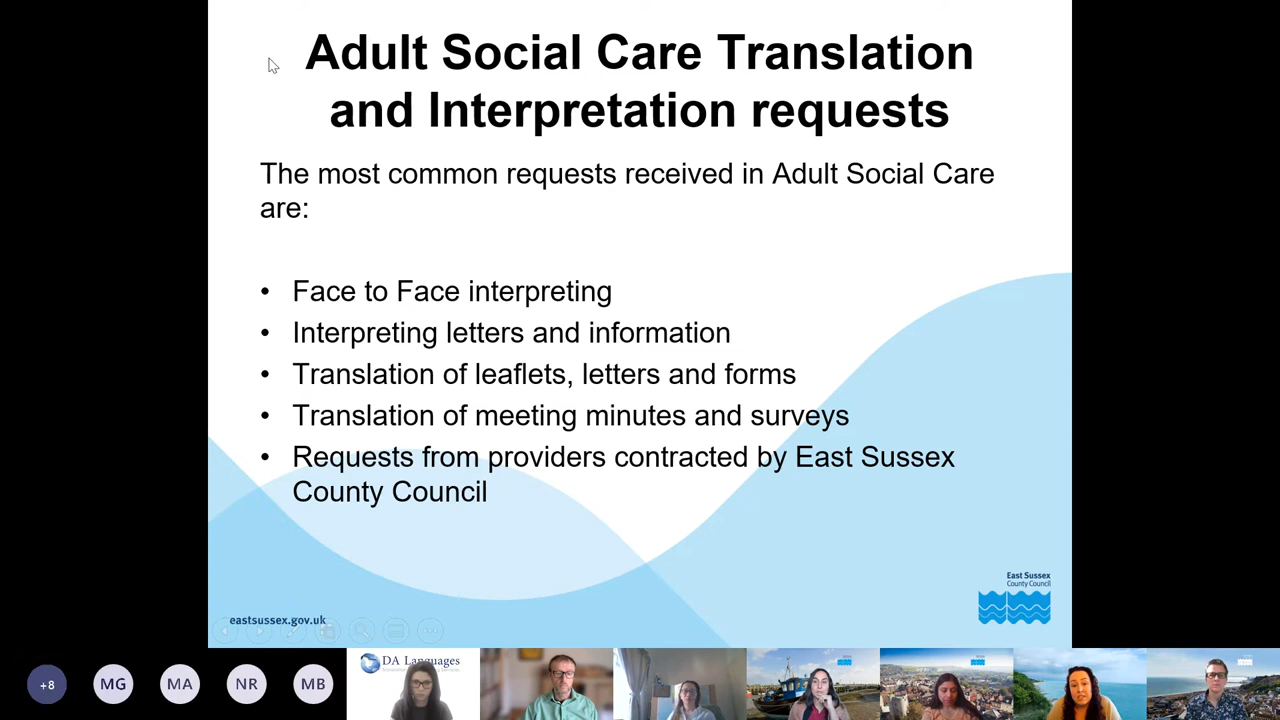 Adult Social Care Translation
and Interpretation requests
The most common requests received in Adult Social Care
are:
• Face to Face interpreting
• Interpreting letters and information
• Translation of leaflets, letters and forms
• Translation of meeting minutes and surveys
• Requests from providers contracted by East Sussex
County Council
East Sussex
County Council
eastsussex.gov.uk
+8
MG
MA
NR
MB
DA Languages